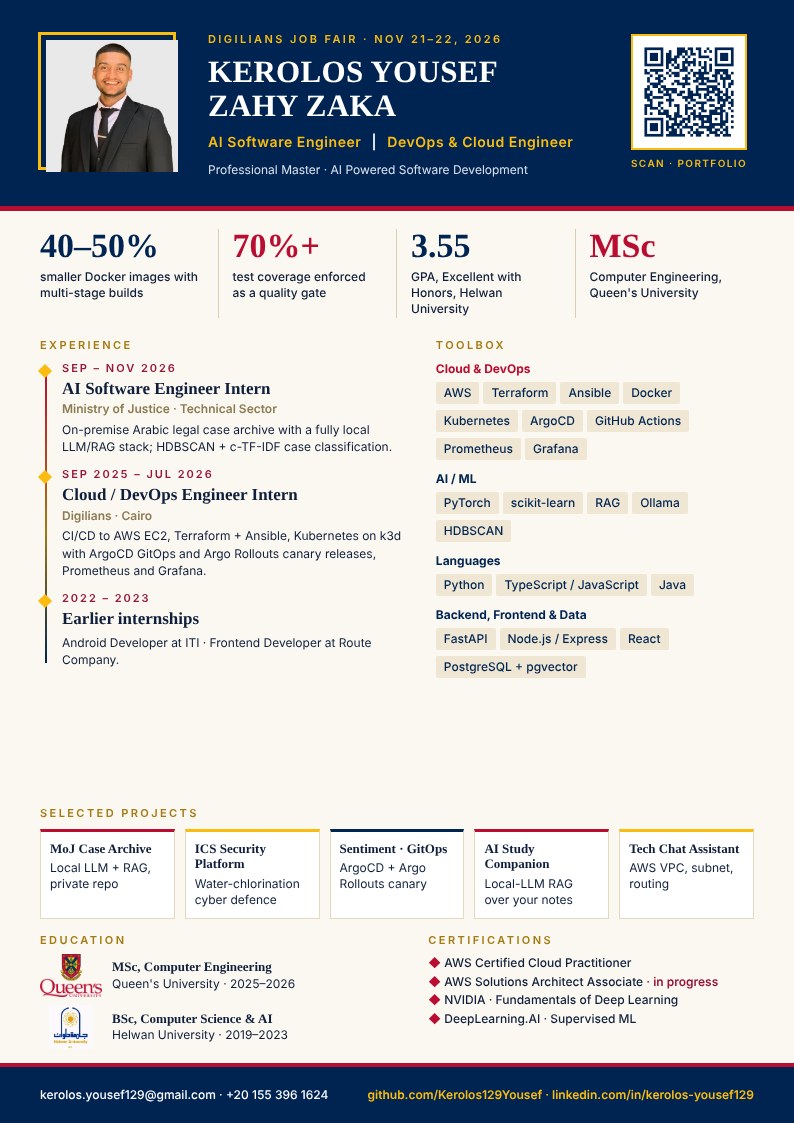 DIGILIANS JOB FAIR · NOV 21–22, 2026
KEROLOS YOUSEF
ZAHY ZAKA
AI Software Engineer | DevOps & Cloud Engineer
Professional Master · AI Powered Software Development
SCAN · PORTFOLIO
40–50%
smaller Docker images with
multi-stage builds
70%+
test coverage enforced
as a quality gate
3.55
GPA, Excellent with
Honors, Helwan
University
MSc
Computer Engineering,
Queen's University
EXPERIENCE
SEP – NOV 2026
AI Software Engineer Intern
Ministry of Justice · Technical Sector
On-premise Arabic legal case archive with a fully local
LLM/RAG stack; HDBSCAN + c-TF-IDF case classification.
SEP 2025 – JUL 2026
Cloud / DevOps Engineer Intern
Digilians · Cairo
CI/CD to AWS EC2, Terraform + Ansible, Kubernetes on k3d
with ArgoCD GitOps and Argo Rollouts canary releases,
Prometheus and Grafana.
2022 – 2023
Earlier internships
Android Developer at ITI · Frontend Developer at Route
Company.
TOOLBOX
Cloud & DevOps
AWS Terraform Ansible Docker
Kubernetes ArgoCD GitHub Actions
Prometheus Grafana
AI / ML
PyTorch scikit-learn RAG Ollama
HDBSCAN
Languages
Python TypeScript / JavaScript Java
Backend, Frontend & Data
FastAPI Node.js / Express React
PostgreSQL + pgvector
SELECTED PROJECTS
MoJ Case Archive
Local LLM + RAG,
private repo
ICS Security
Platform
Water-chlorination
cyber defence
Sentiment · GitOps
ArgoCD + Argo
Rollouts canary
AI Study
Companion
Local-LLM RAG
over your notes
Tech Chat Assistant
AWS VPC, subnet,
routing
EDUCATION
Queen's
UNIVERSITY
MSc, Computer Engineering
Queen's University · 2025–2026
Helwan University
BSc, Computer Science & AI
Helwan University · 2019–2023
CERTIFICATIONS
AWS Certified Cloud Practitioner
AWS Solutions Architect Associate · in progress
NVIDIA · Fundamentals of Deep Learning
DeepLearning.AI · Supervised ML
kerolos.yousef129@gmail.com · +20 155 396 1624
github.com/Kerolos129Yousef · linkedin.com/in/kerolos-yousef129